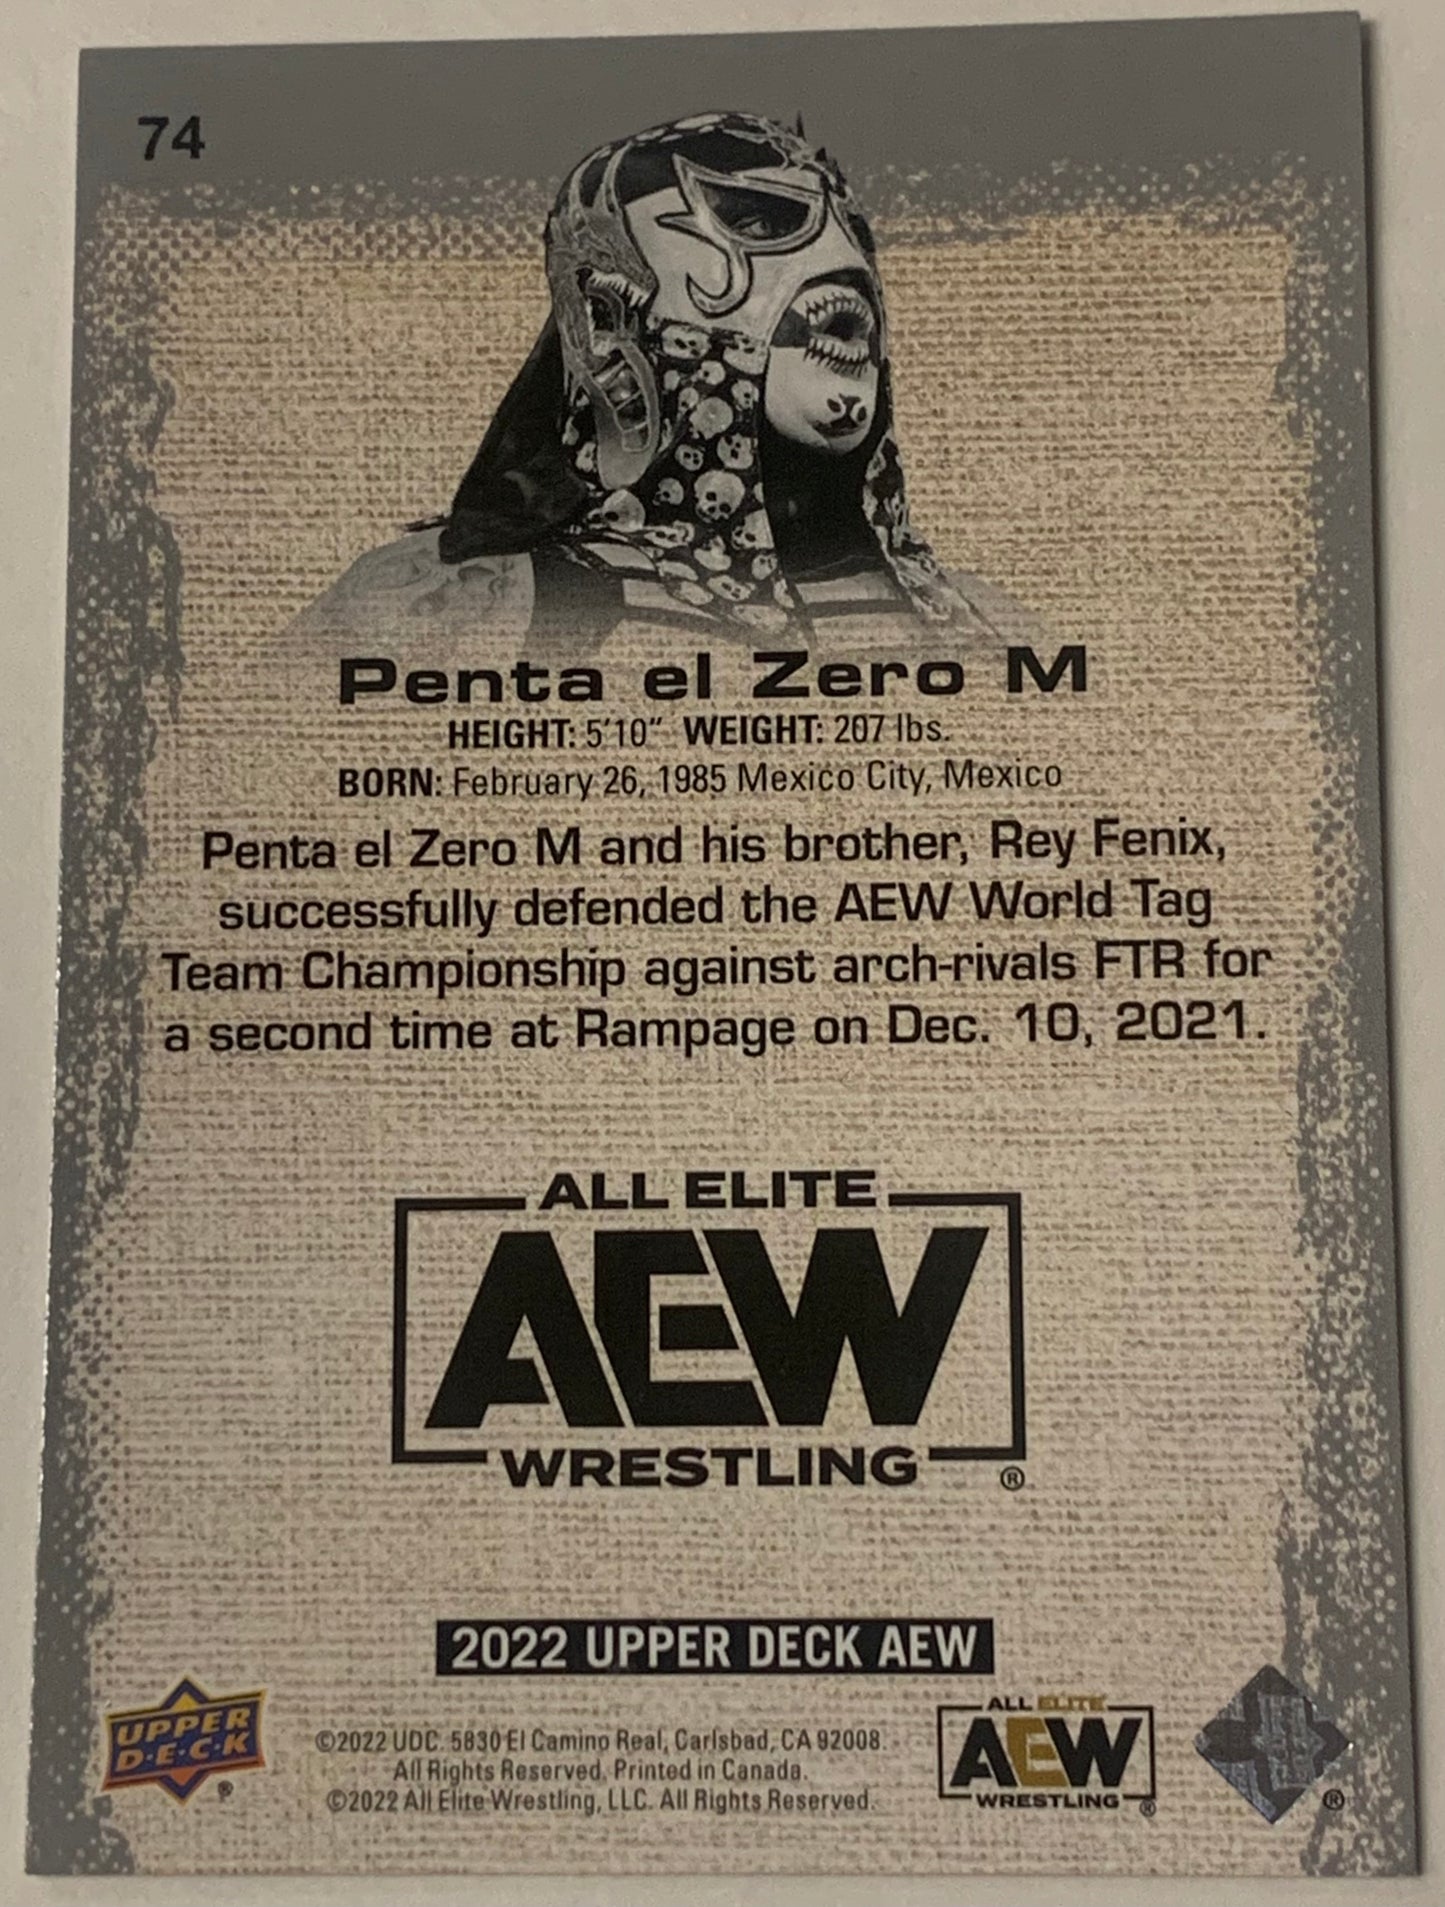 74
Penta el Zero M
HEIGHT: 5'10" WEIGHT: 207 lbs.
BORN: February 26, 1985 Mexico City, Mexico
Penta el Zero M and his brother, Rey Fenix,
successfully defended the AEW World Tag
Team Championship against arch-rivals FTR for
a second time at Rampage on Dec. 10, 2021.
ALL ELITE
AEW
WRESTLING ®
2022 UPPER DECK AEW
UPPER
D·E·C·K ®
©2022 UDC. 5830 El Camino Real, Carlsbad, CA 92008.
All Rights Reserved. Printed in Canada.
©2022 All Elite Wrestling, LLC. All Rights Reserved.
ALL ELITE
AEW
WRESTLING ®
®